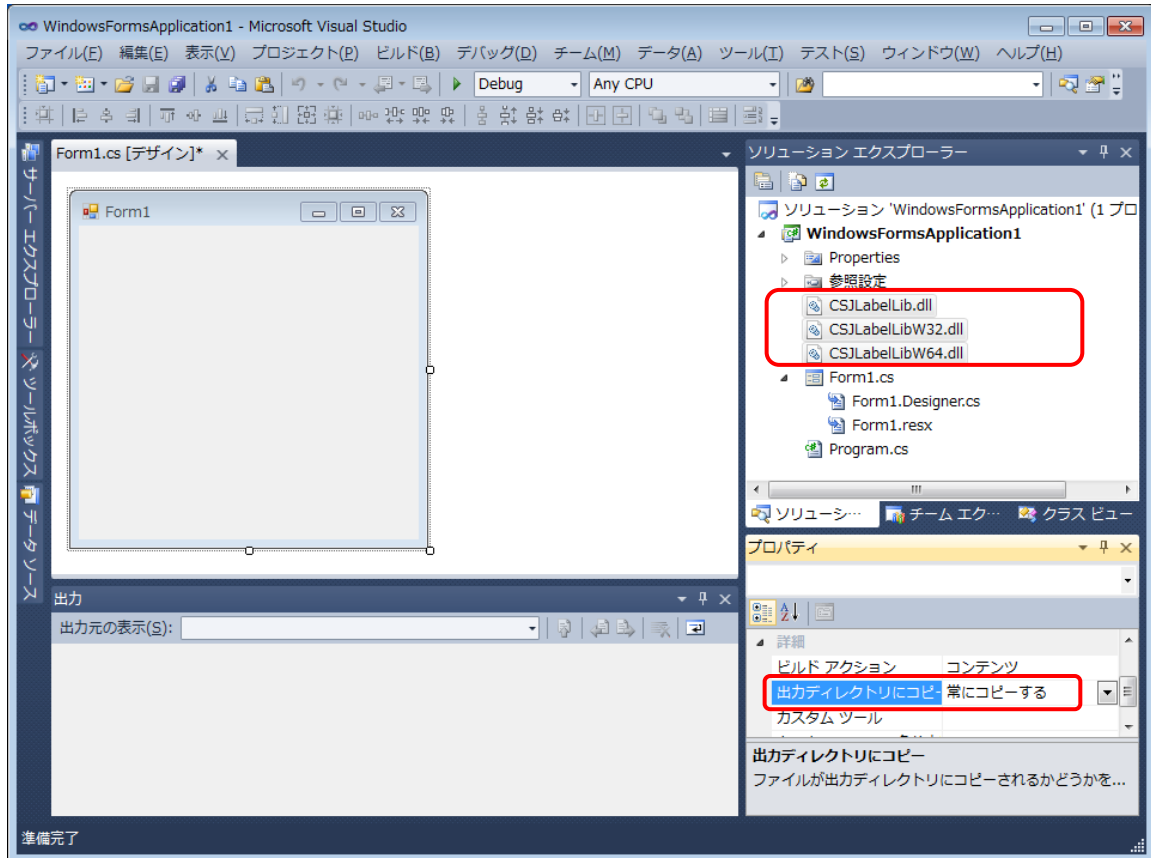 WindowsFormsApplication1 - Microsoft Visual Studio
ファイル(F) 編集(E) 表示(V) プロジェクト(P) ビルド(B) デバッグ(D) チーム(M) データ(A) ツール(T) テスト(S) ウィンドウ(W) ヘルプ(H)
Debug Any CPU
サーバー エクスプローラー
ツールボックス
データ ソース
Form1.cs [デザイン]*
Form1
ソリューション エクスプローラー
ソリューション 'WindowsFormsApplication1' (1 プロ
WindowsFormsApplication1
Properties
参照設定
CSJLabelLib.dll
CSJLabelLibW32.dll
CSJLabelLibW64.dll
Form1.cs
Form1.Designer.cs
Form1.resx
Program.cs
ソリューシ… チーム エク… クラス ビュー
プロパティ
詳細
ビルド アクション コンテンツ
出力ディレクトリにコピー 常にコピーする
カスタム ツール
出力ディレクトリにコピー
ファイルが出力ディレクトリにコピーされるかどうかを...
出力
出力元の表示(S):
準備完了